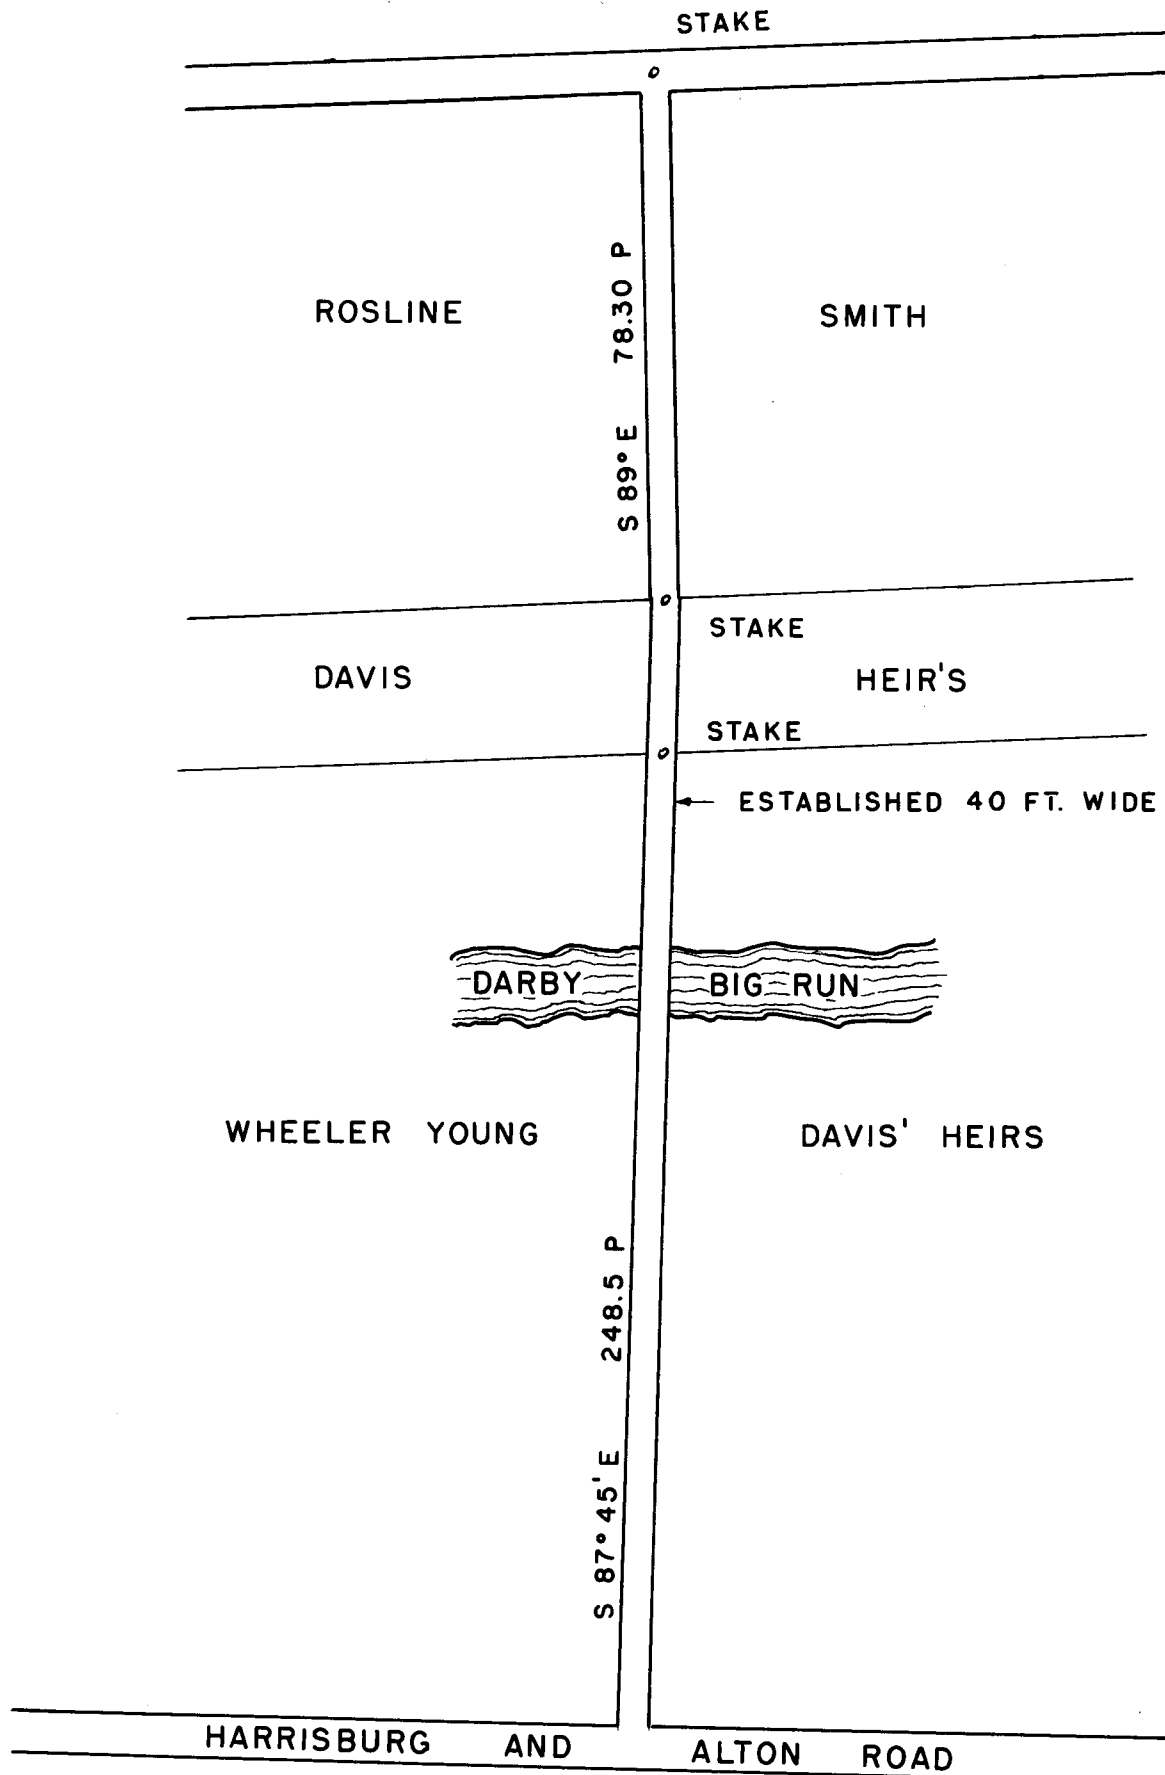 STAKE
ROSLINE
S 89° E 78.30 P
SMITH
STAKE
DAVIS HEIR'S
STAKE
ESTABLISHED 40 FT. WIDE
DARBY BIG RUN
WHEELER YOUNG
DAVIS' HEIRS
S 87° 45' E 248.5 P
HARRISBURG AND ALTON ROAD